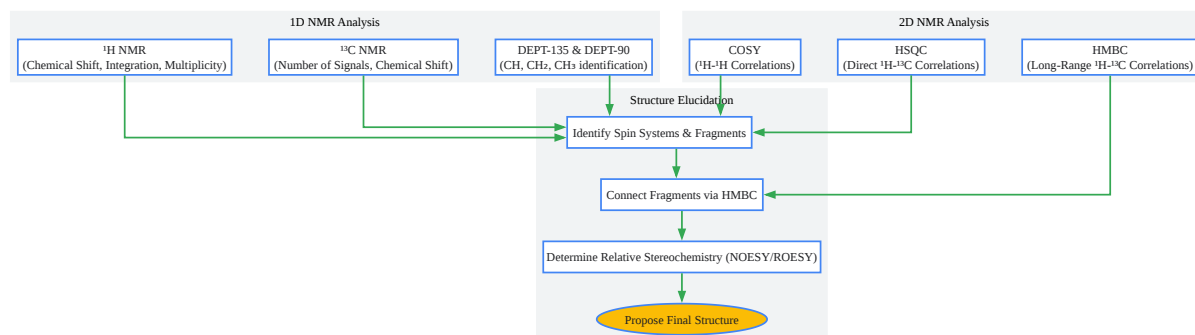 1D NMR Analysis
2D NMR Analysis
¹H NMR
(Chemical Shift, Integration, Multiplicity)
¹³C NMR
(Number of Signals, Chemical Shift)
DEPT-135 & DEPT-90
(CH, CH₂, CH₃ identification)
COSY
(¹H-¹H Correlations)
HSQC
(Direct ¹H-¹³C Correlations)
HMBC
(Long-Range ¹H-¹³C Correlations)
Structure Elucidation
Identify Spin Systems & Fragments
Connect Fragments via HMBC
Determine Relative Stereochemistry (NOESY/ROESY)
Propose Final Structure